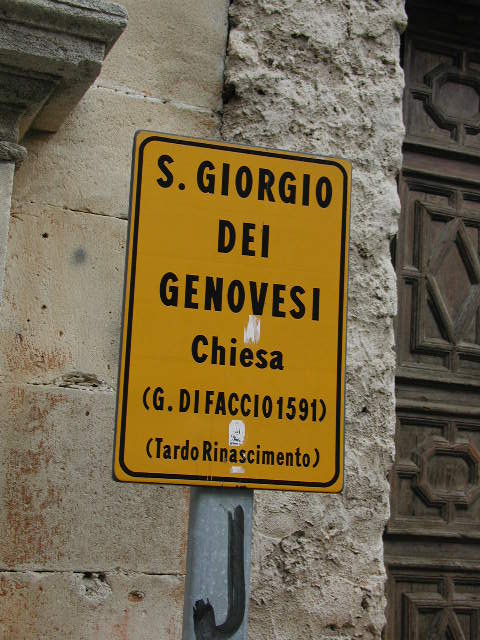 S. GIORGIO
DEI
GENOVESI
Chiesa
(G. DI FACCIO 1591)
(Tardo Rinascimento)